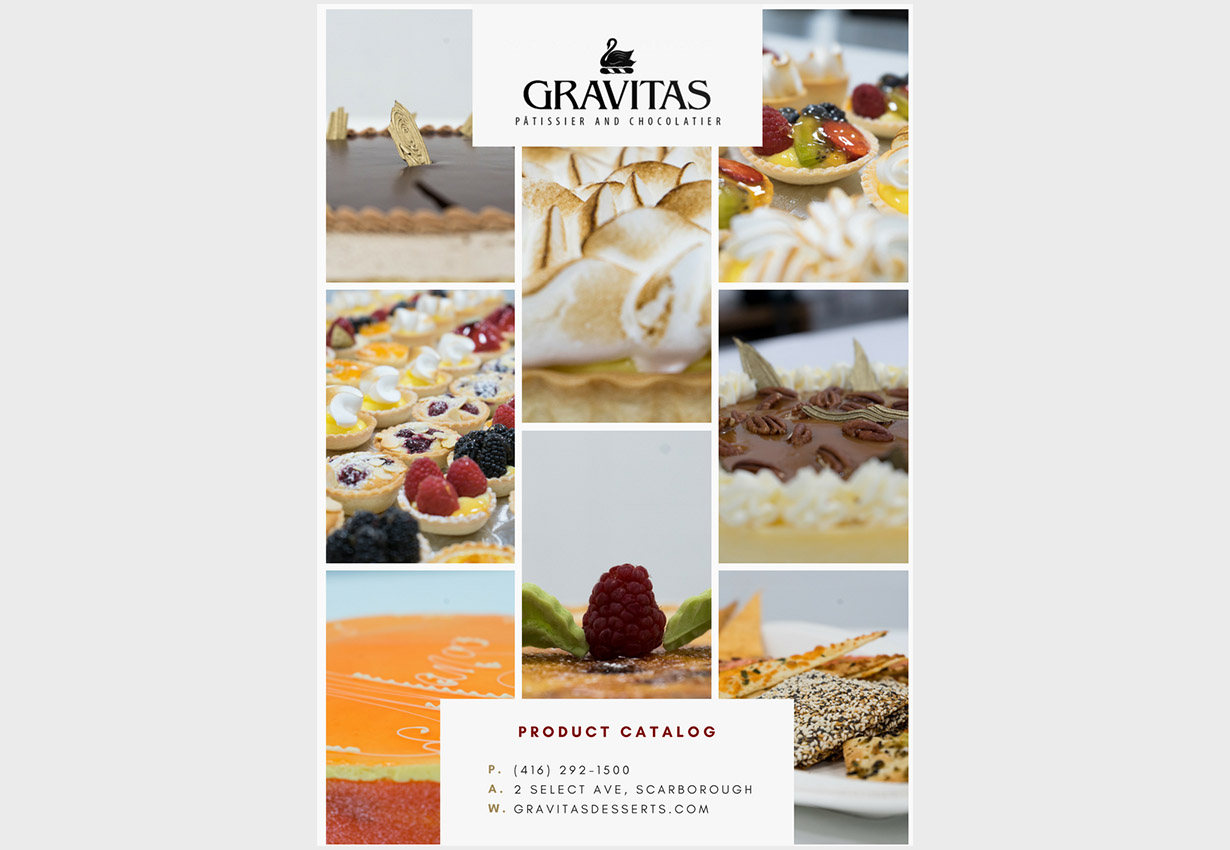 GRAVITAS
PÂTISSIER AND CHOCOLATIER
PRODUCT CATALOG
P. (416) 292-1500
A. 2 SELECT AVE, SCARBOROUGH
W. GRAVITASDESSERTS.COM